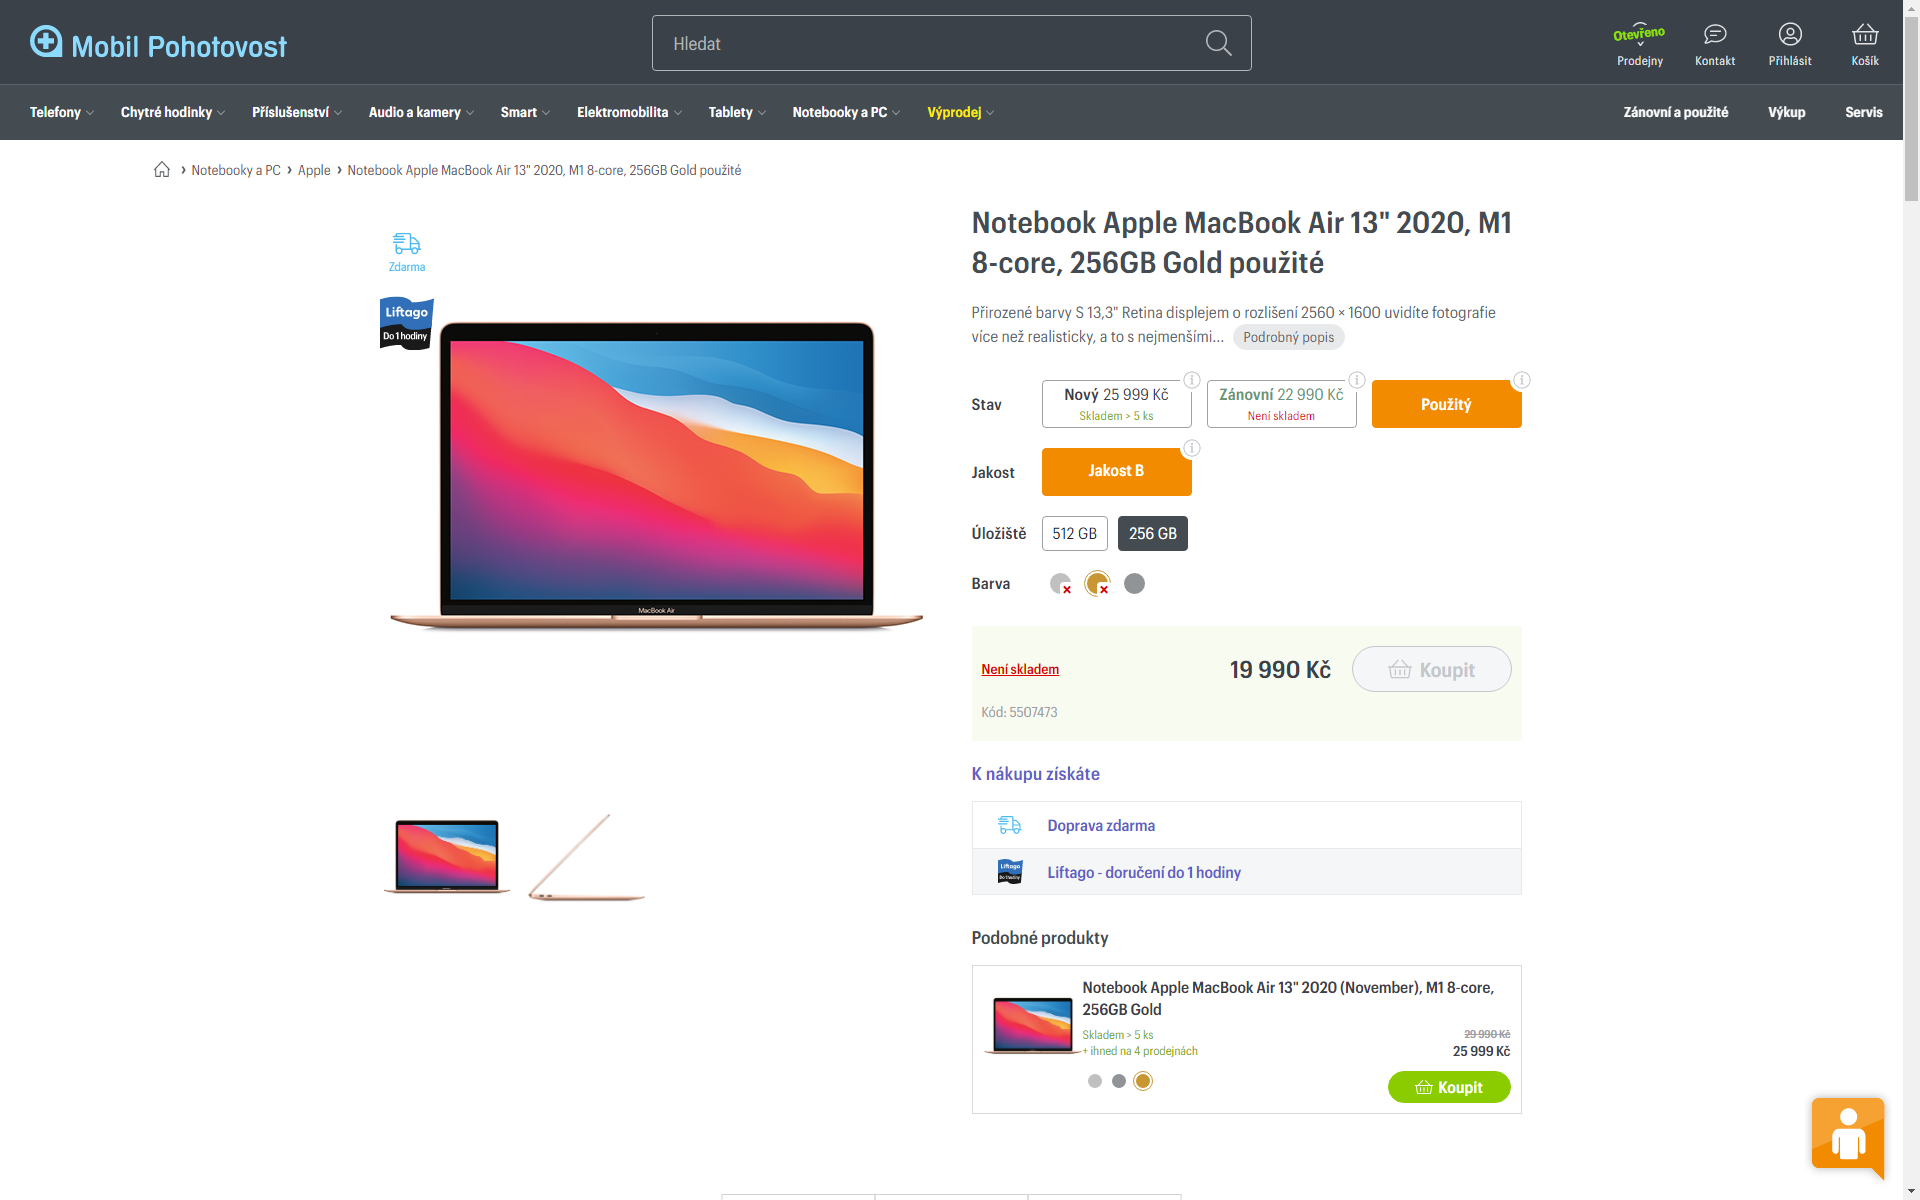 Mobil Pohotovost
Hledat
Otevřeno
Prodejny
Kontakt
Přihlásit
Košík
Telefony
Chytré hodinky
Příslušenství
Audio a kamery
Smart
Elektromobilita
Tablety
Notebooky a PC
Výprodej
Zánovní a použité
Výkup
Servis
› Notebooky a PC › Apple › Notebook Apple MacBook Air 13" 2020, M1 8-core, 256GB Gold použité
Zdarma
Liftago
Do 1 hodiny
MacBook Air
Notebook Apple MacBook Air 13" 2020, M1
8-core, 256GB Gold použité
Přirozené barvy S 13,3" Retina displejem o rozlišení 2560 × 1600 uvidíte fotografie
více než realisticky, a to s nejmenšími... Podrobný popis
Stav
Nový 25 999 Kč
Skladem > 5 ks
Zánovní 22 990 Kč
Není skladem
Použitý
Jakost
Jakost B
Úložiště
512 GB
256 GB
Barva
Není skladem
19 990 Kč
Koupit
Kód: 5507473
K nákupu získáte
Doprava zdarma
Liftago
Do 1 hodiny
Liftago - doručení do 1 hodiny
Podobné produkty
Notebook Apple MacBook Air 13" 2020 (November), M1 8-core,
256GB Gold
Skladem > 5 ks
+ ihned na 4 prodejnách
29 990 Kč
25 999 Kč
Koupit